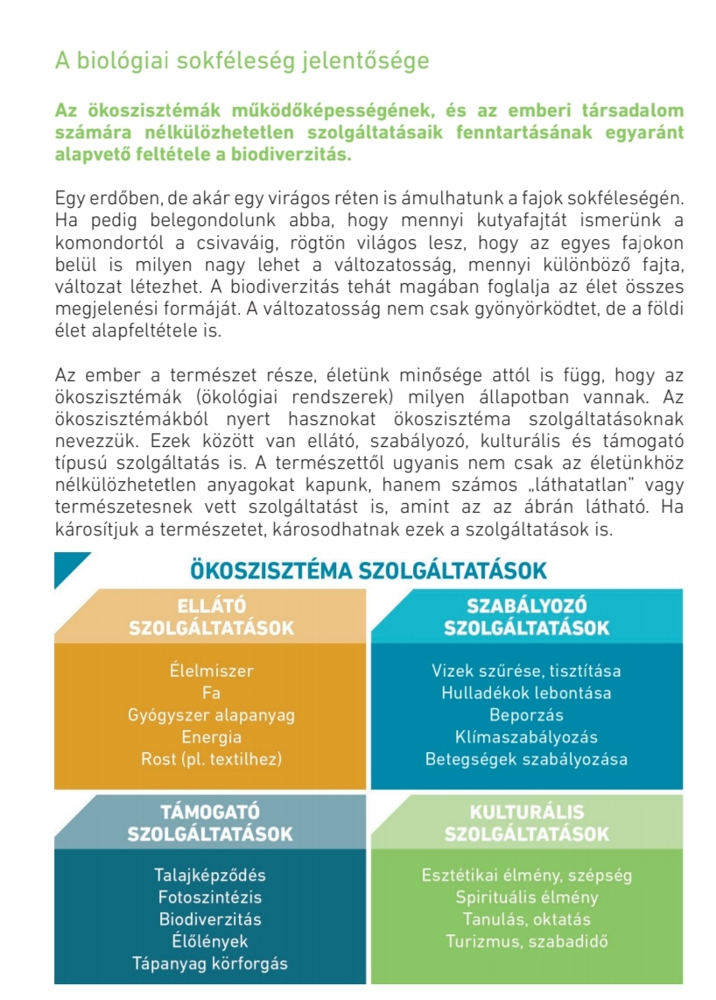 A biológiai sokféleség jelentősége
Az ökoszisztémák működőképességének, és az emberi társadalom
számára nélkülözhetetlen szolgáltatásaik fenntartásának egyaránt
alapvető feltétele a biodiverzitás.
Egy erdőben, de akár egy virágos réten is ámulhatunk a fajok sokféleségén.
Ha pedig belegondolunk abba, hogy mennyi kutyafajtát ismerünk a
komondortól a csivaváig, rögtön világos lesz, hogy az egyes fajokon
belül is milyen nagy lehet a változatosság, mennyi különböző fajta,
változat létezhet. A biodiverzitás tehát magában foglalja az élet összes
megjelenési formáját. A változatosság nem csak gyönyörködtet, de a földi
élet alapfeltétele is.
Az ember a természet része, életünk minősége attól is függ, hogy az
ökoszisztémák (ökológiai rendszerek) milyen állapotban vannak. Az
ökoszisztémákból nyert hasznokat ökoszisztéma szolgáltatásoknak
nevezzük. Ezek között van ellátó, szabályozó, kulturális és támogató
típusú szolgáltatás is. A természettől ugyanis nem csak az életünkhöz
nélkülözhetetlen anyagokat kapunk, hanem számos „láthatatlan” vagy
természetesnek vett szolgáltatást is, amint az az ábrán látható. Ha
károsítjuk a természetet, károsodhatnak ezek a szolgáltatások is.
ÖKOSZISZTÉMA SZOLGÁLTATÁSOK
ELLÁTÓ
SZOLGÁLTATÁSOK
Élelmiszer
Fa
Gyógyszer alapanyag
Energia
Rost (pl. textilhez)
SZABÁLYOZÓ
SZOLGÁLTATÁSOK
Vizek szűrése, tisztítása
Hulladékok lebontása
Beporzás
Klímaszabályozás
Betegségek szabályozása
TÁMOGATÓ
SZOLGÁLTATÁSOK
Talajképződés
Fotoszintézis
Biodiverzitás
Élőlények
Tápanyag körforgás
KULTURÁLIS
SZOLGÁLTATÁSOK
Esztétikai élmény, szépség
Spirituális élmény
Tanulás, oktatás
Turizmus, szabadidő